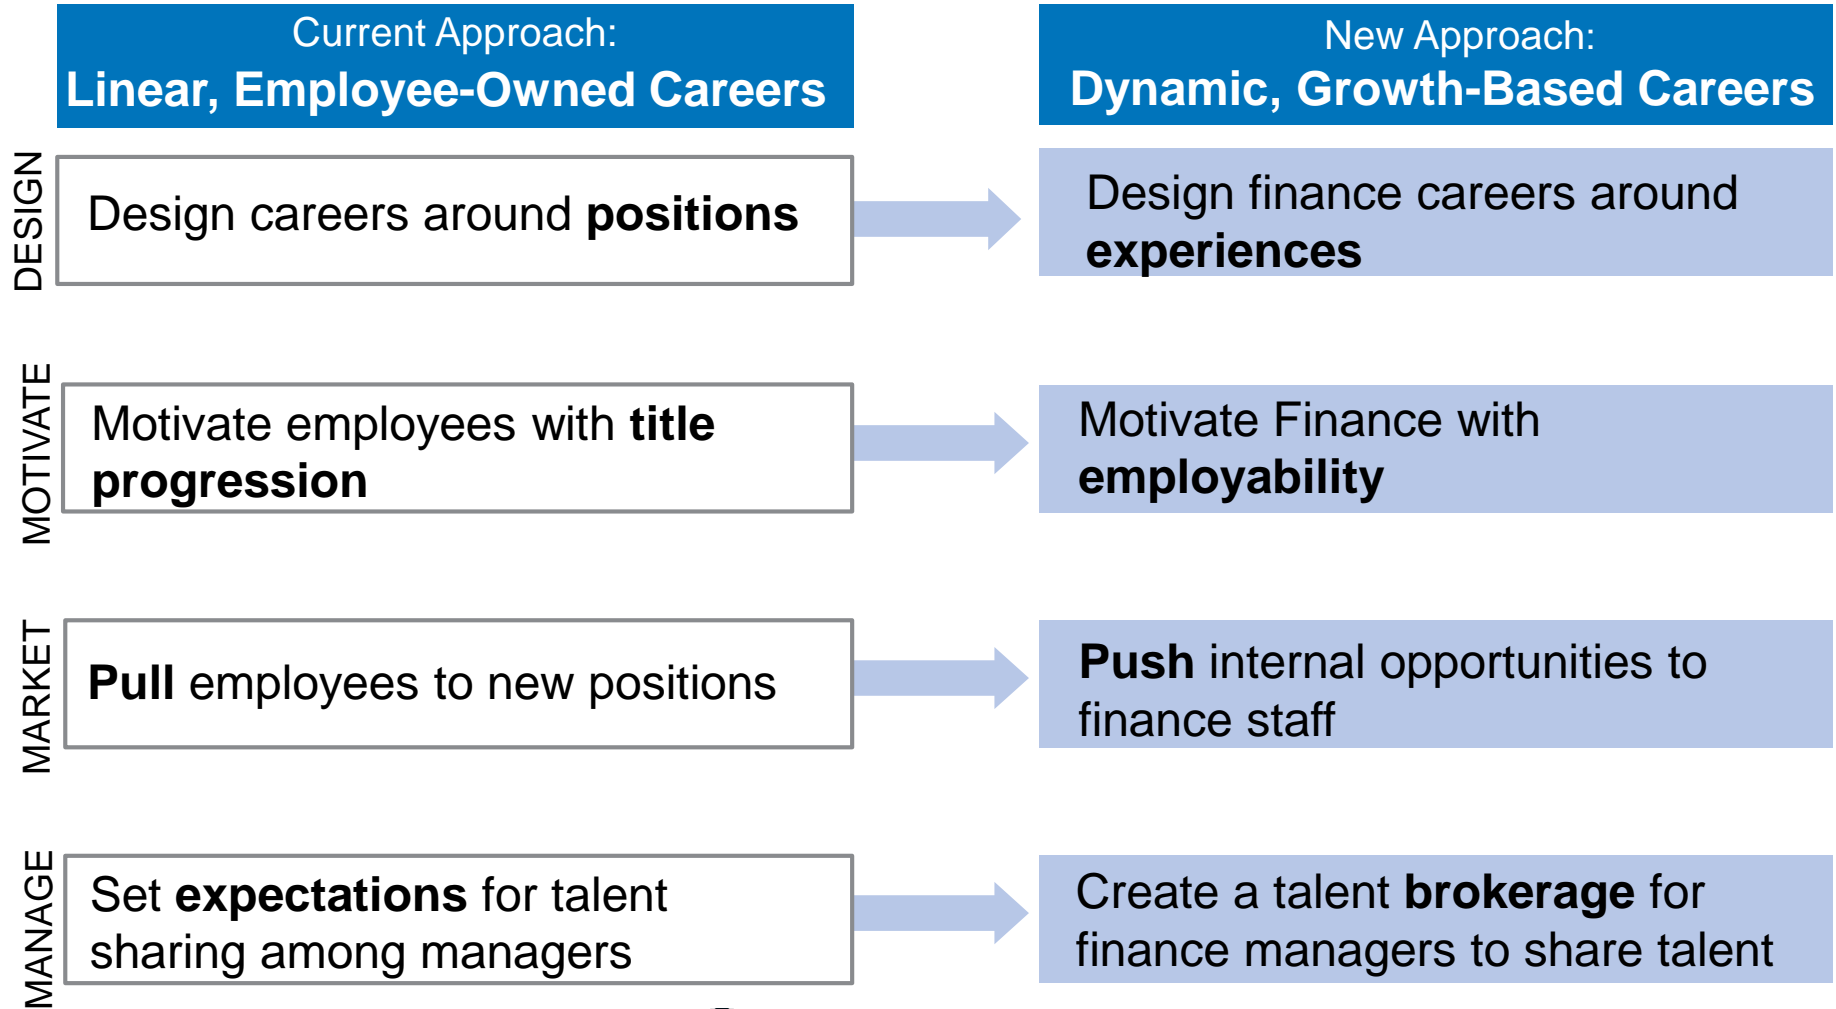 Current Approach:
Linear, Employee-Owned Careers
New Approach:
Dynamic, Growth-Based Careers
DESIGN
Design careers around positions
Design finance careers around
experiences
MOTIVATE
Motivate employees with title
progression
Motivate Finance with
employability
MARKET
Pull employees to new positions
Push internal opportunities to
finance staff
MANAGE
Set expectations for talent
sharing among managers
Create a talent brokerage for
finance managers to share talent